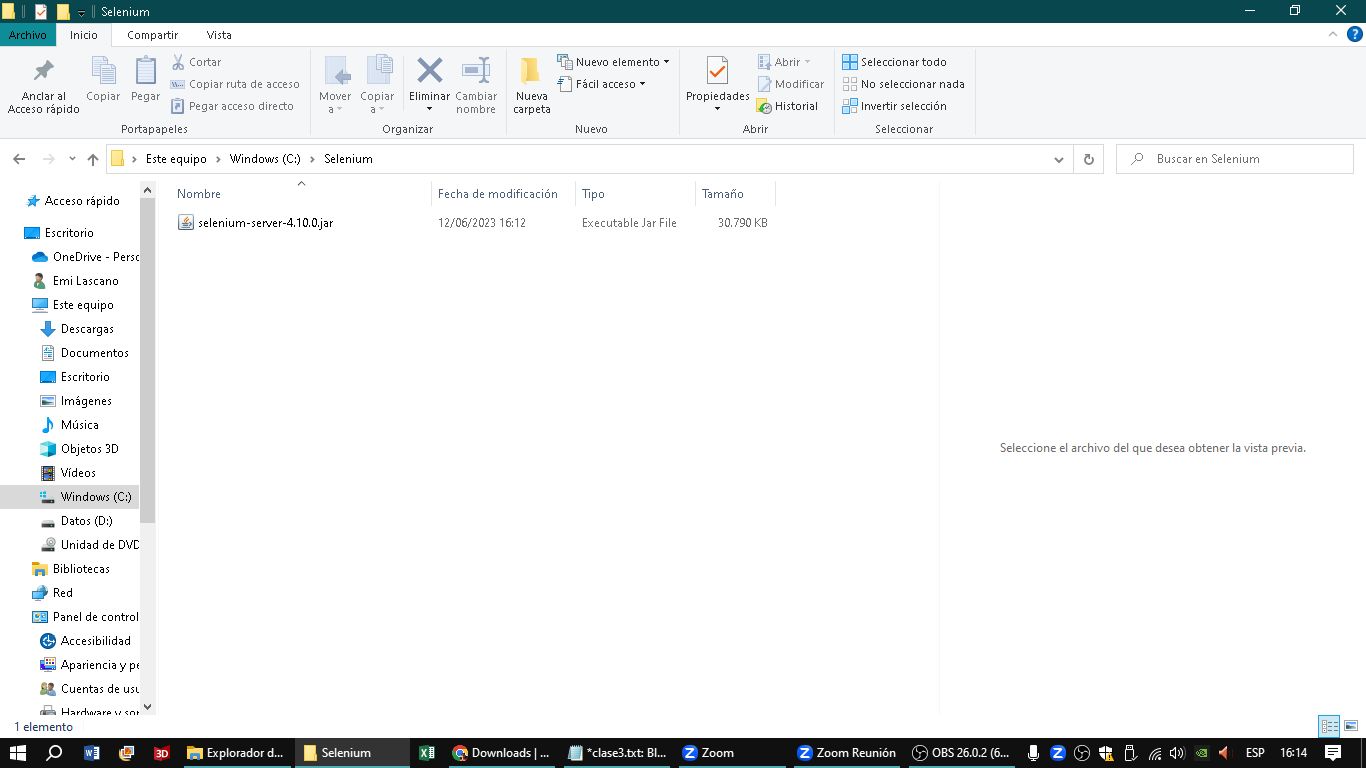 Selenium
Archivo Inicio Compartir Vista
Anclar al Acceso rápido
Copiar
Pegar
Cortar
Copiar ruta de acceso
Pegar acceso directo
Portapapeles
Mover a
Copiar a
Eliminar
Cambiar nombre
Organizar
Nueva carpeta
Nuevo elemento
Fácil acceso
Nuevo
Propiedades
Abrir
Modificar
Historial
Abrir
Seleccionar todo
No seleccionar nada
Invertir selección
Seleccionar
Este equipo > Windows (C:) > Selenium
Buscar en Selenium
Acceso rápido
Escritorio
OneDrive - Perso
Emi Lascano
Este equipo
Descargas
Documentos
Escritorio
Imágenes
Música
Objetos 3D
Vídeos
Windows (C:)
Datos (D:)
Unidad de DVD
Bibliotecas
Red
Panel de control
Accesibilidad
Apariencia y pe
Cuentas de usu
Hardware y son
Nombre Fecha de modificación Tipo Tamaño
selenium-server-4.10.0.jar 12/06/2023 16:12 Executable Jar File 30.790 KB
Seleccione el archivo del que desea obtener la vista previa.
1 elemento
Explorador d... Selenium Downloads | ... *clase3.txt: Bl... Zoom Zoom Reunión OBS 26.0.2 (6... ESP 16:14